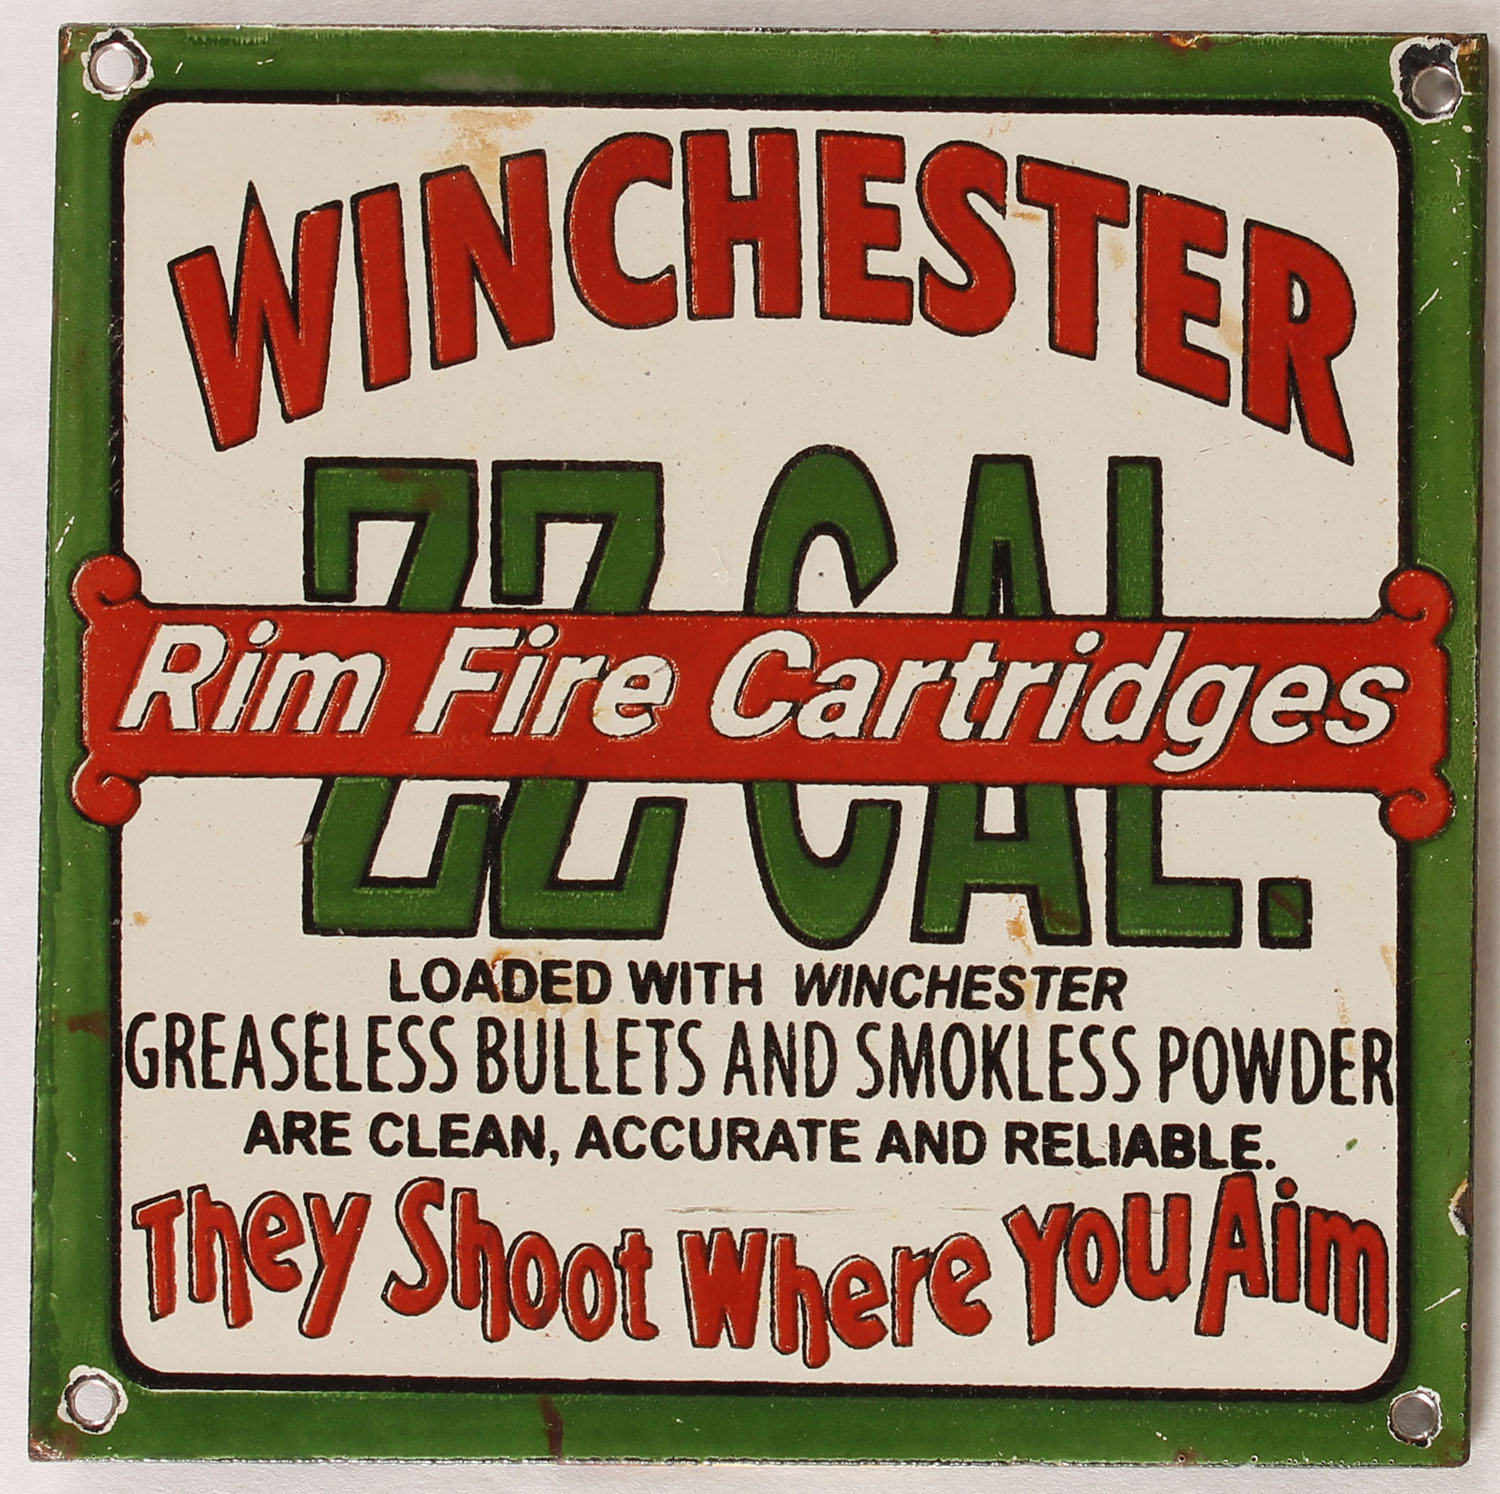 WINCHESTER
ZZ CAL.
Rim Fire Cartridges
LOADED WITH WINCHESTER
GREASELESS BULLETS AND SMOKLESS POWDER
ARE CLEAN, ACCURATE AND RELIABLE.
They Shoot Where You Aim